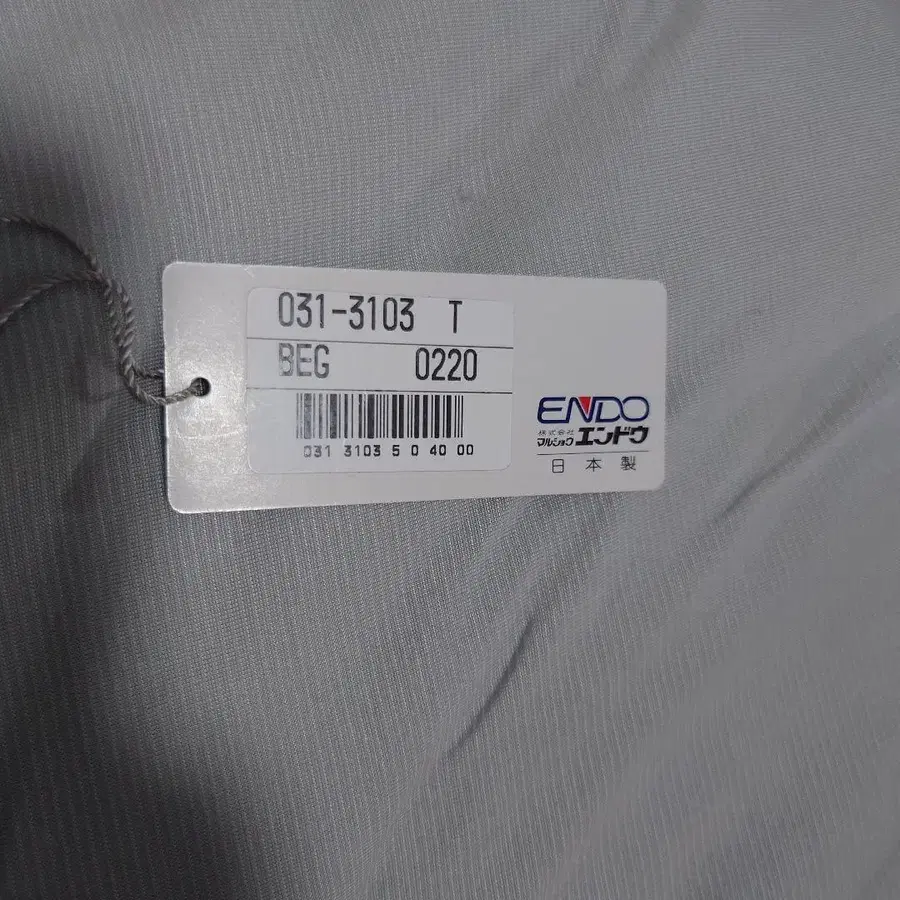 031-3103 T
BEG 0220
031 3103 5 0 40 00
ENDO
株式会社
マルショウ エンドウ
日本製